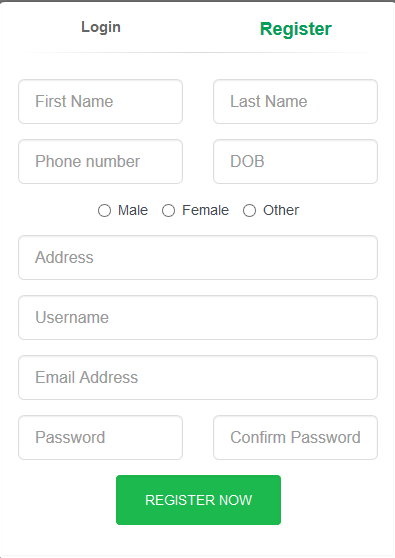 Login Register
First Name Last Name
Phone number DOB
Male Female Other
Address
Username
Email Address
Password Confirm Password
REGISTER NOW